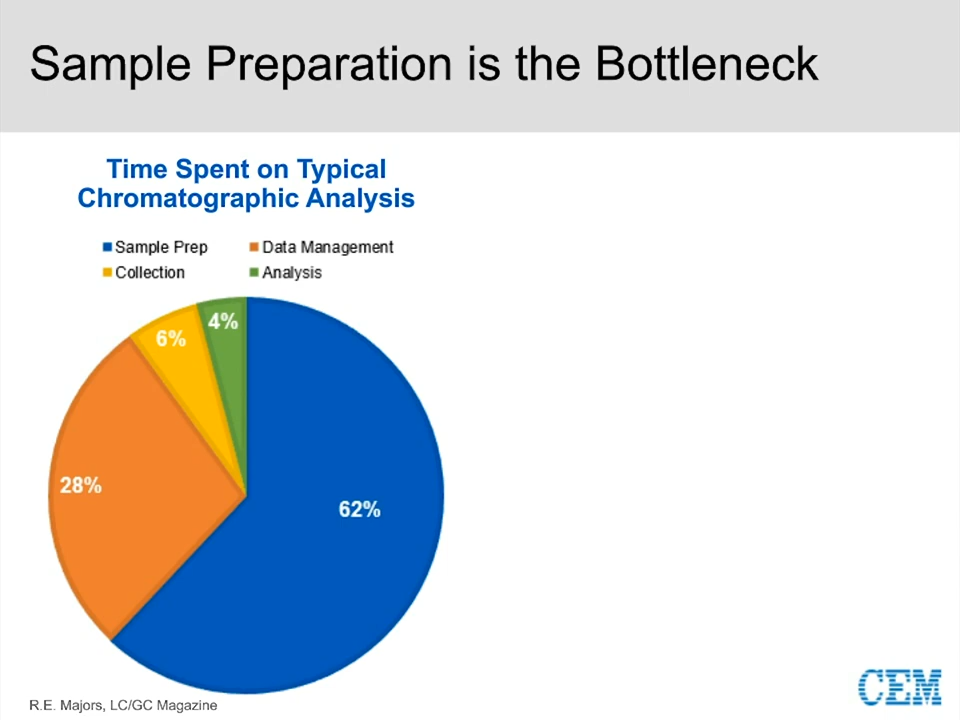 Sample Preparation is the Bottleneck
Time Spent on Typical
Chromatographic Analysis
Sample Prep
Data Management
Collection
Analysis
4%
6%
28%
62%
R.E. Majors, LC/GC Magazine
CEM